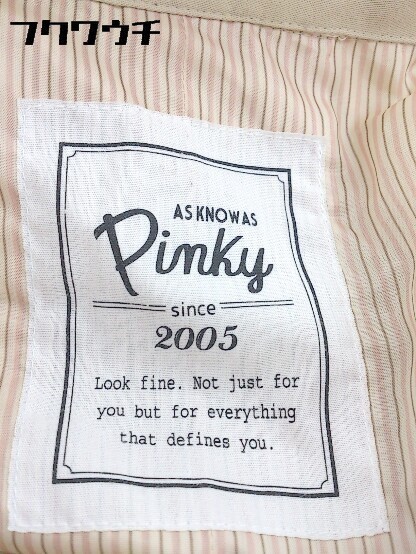 フクワウチ
AS KNOW AS
Pinky
since
2005
Look fine. Not just for
you but for everything
that defines you.